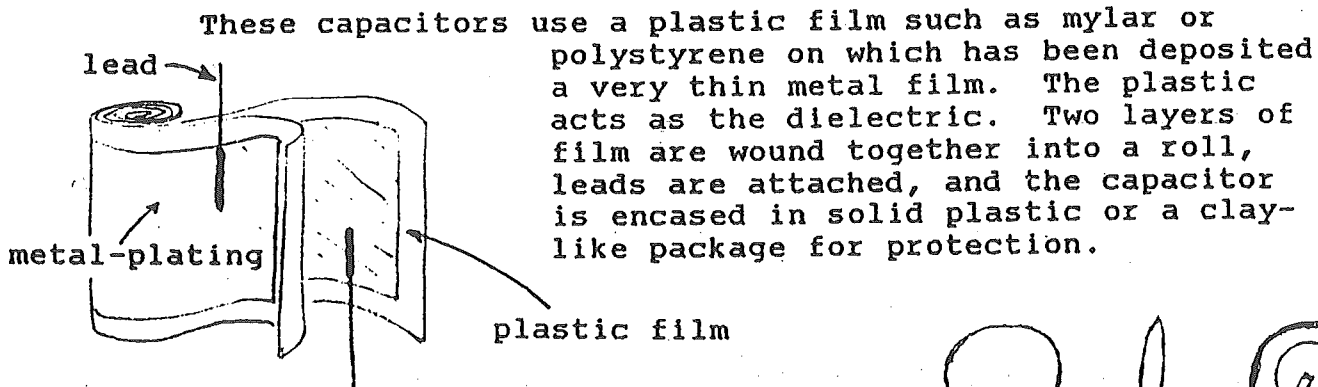 These capacitors use a plastic film such as mylar or
polystyrene on which has been deposited
a very thin metal film. The plastic
acts as the dielectric. Two layers of
film are wound together into a roll,
leads are attached, and the capacitor
is encased in solid plastic or a clay-
like package for protection.
lead
metal-plating
plastic film